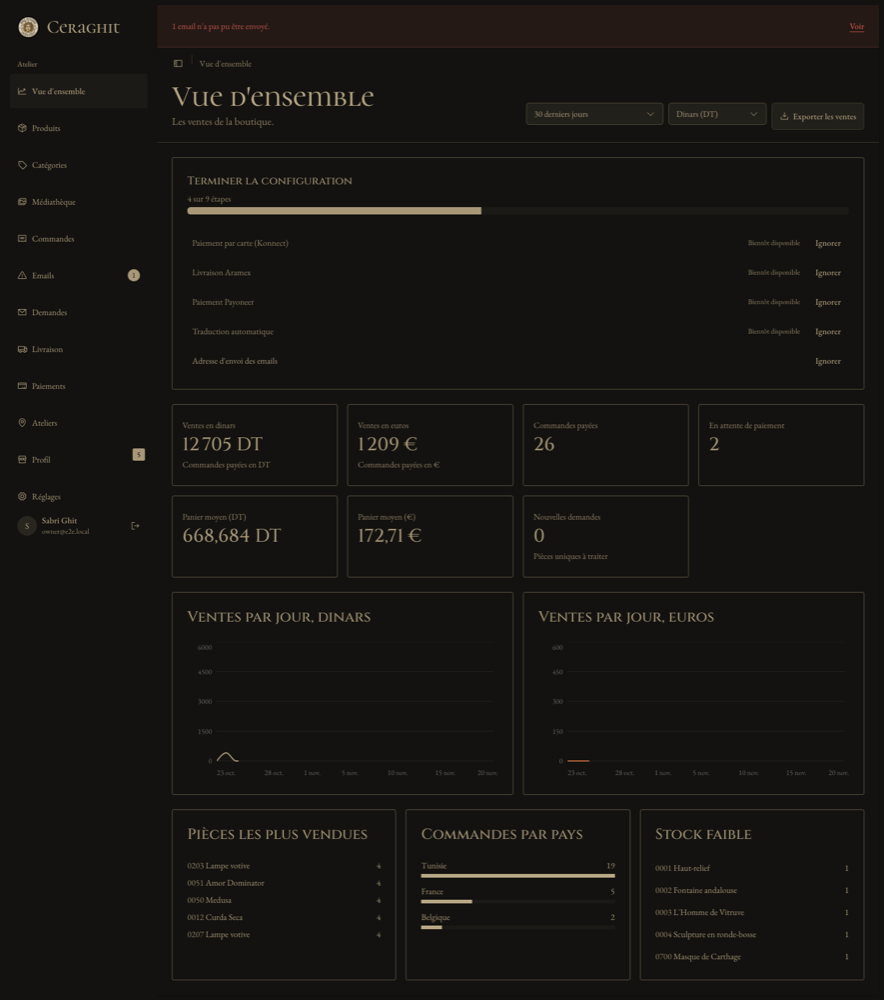 Ceraghit
1 email n'a pas pu être envoyé.
Voir
Atelier
Vue d'ensemble
Produits
Catégories
Médiathèque
Commandes
Emails
1
Demandes
Livraison
Paiements
Ateliers
Profil
5
Réglages
S
Sabri Ghit
owner@e2e.local
Vue d'ensemble
Vue d'ensemble
Les ventes de la boutique.
30 derniers jours
Dinars (DT)
Exporter les ventes
Terminer la configuration
4 sur 9 étapes
Paiement par carte (Konnect) Bientôt disponible Ignorer
Livraison Aramex Bientôt disponible Ignorer
Paiement Payoneer Bientôt disponible Ignorer
Traduction automatique Bientôt disponible Ignorer
Adresse d'envoi des emails Ignorer
Ventes en dinars
12 705 DT
Commandes payées en DT
Ventes en euros
1 209 €
Commandes payées en €
Commandes payées
26
En attente de paiement
2
Panier moyen (DT)
668,684 DT
Panier moyen (€)
172,71 €
Nouvelles demandes
0
Pièces uniques à traiter
Ventes par jour, dinars
6000
4500
3000
1500
0
23 oct. 28 oct. 1 nov. 5 nov. 10 nov. 15 nov. 20 nov.
Ventes par jour, euros
600
450
300
150
0
23 oct. 28 oct. 1 nov. 5 nov. 10 nov. 15 nov. 20 nov.
Pièces les plus vendues
0203 Lampe votive 4
0051 Amor Dominator 4
0050 Medusa 4
0012 Curda Seca 4
0207 Lampe votive 4
Commandes par pays
Tunisie 19
France 5
Belgique 2
Stock faible
0001 Haut-relief 1
0002 Fontaine andalouse 1
0003 L'Homme de Vitruve 1
0004 Sculpture en ronde-bosse 1
0700 Masque de Carthage 1